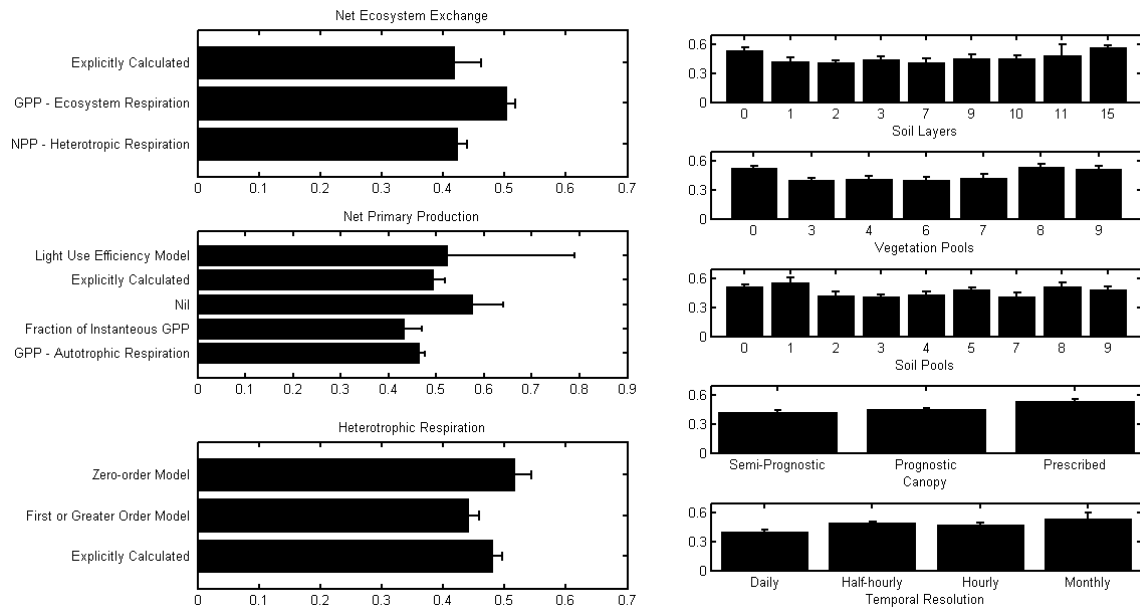 Net Ecosystem Exchange
Explicitly Calculated
GPP - Ecosystem Respiration
NPP - Heterotropic Respiration
0 0.1 0.2 0.3 0.4 0.5 0.6 0.7
Net Primary Production
Light Use Efficiency Model
Explicitly Calculated
Nil
Fraction of Instanteous GPP
GPP - Autotrophic Respiration
0 0.1 0.2 0.3 0.4 0.5 0.6 0.7 0.8 0.9
Heterotrophic Respiration
Zero-order Model
First or Greater Order Model
Explicitly Calculated
0 0.1 0.2 0.3 0.4 0.5 0.6 0.7
0.6
0.3
0
0 1 2 3 7 9 10 11 15
Soil Layers
0.6
0.3
0
0 3 4 6 7 8 9
Vegetation Pools
0.6
0.3
0
0 1 2 3 4 5 7 8 9
Soil Pools
0.6
0.3
0
Semi-Prognostic Prognostic Prescribed
Canopy
0.6
0.3
0
Daily Half-hourly Hourly Monthly
Temporal Resolution